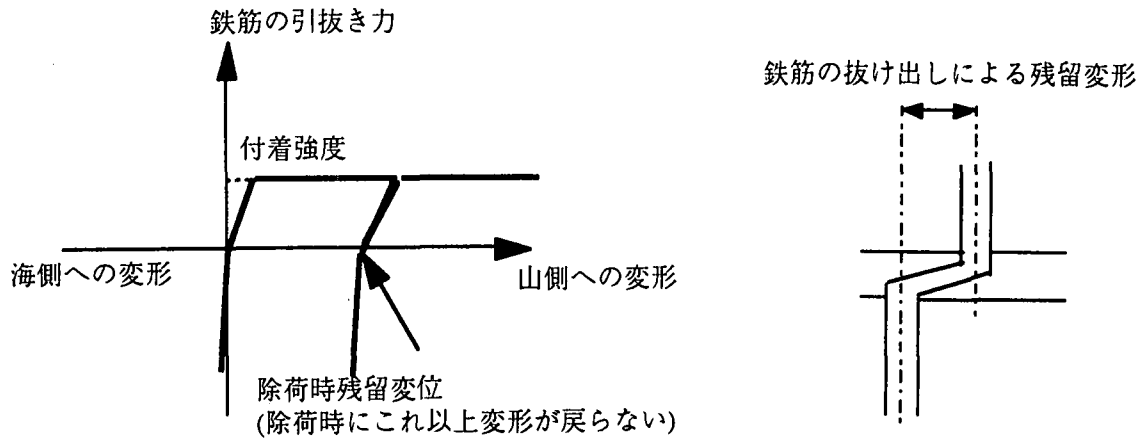 鉄筋の引抜き力
付着強度
海側への変形
山側への変形
除荷時残留変位
(除荷時にこれ以上変形が戻らない)
鉄筋の抜け出しによる残留変形